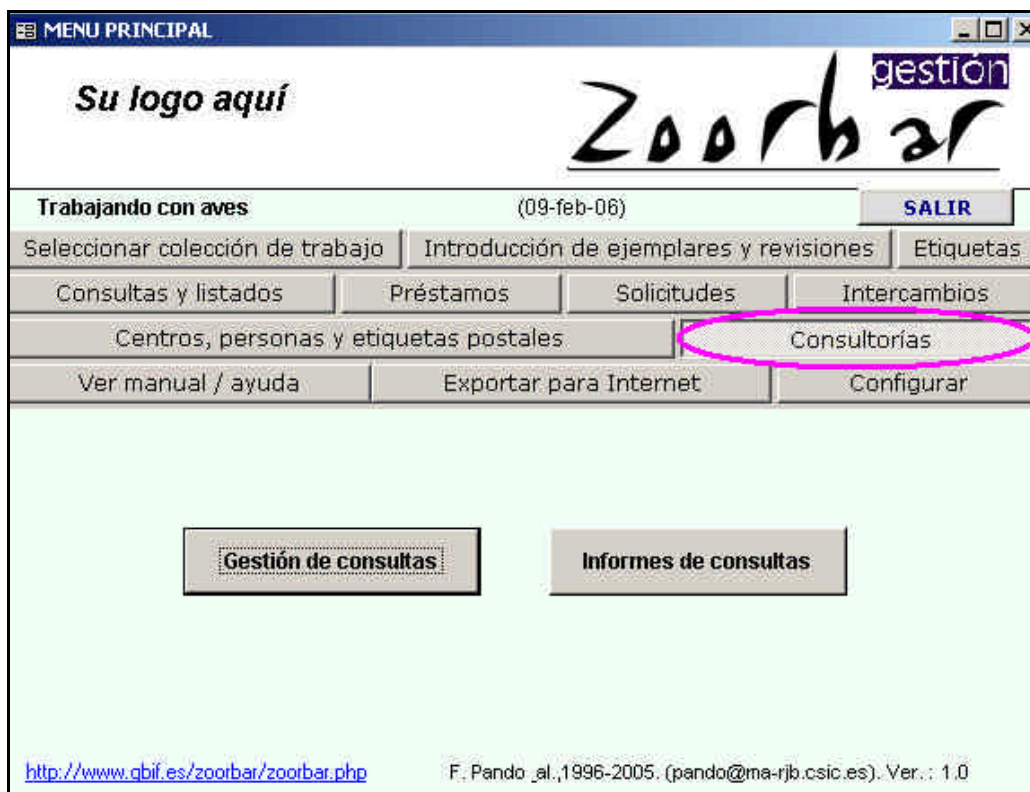 MENU PRINCIPAL
Su logo aquí
gestión
Zoorbar
Trabajando con aves (09-feb-06) SALIR
Seleccionar colección de trabajo Introducción de ejemplares y revisiones Etiquetas
Consultas y listados Préstamos Solicitudes Intercambios
Centros, personas y etiquetas postales Consultorías
Ver manual / ayuda Exportar para Internet Configurar
Gestión de consultas Informes de consultas
http://www.gbif.es/zoorbar/zoorbar.php F. Pando _al.,1996-2005. (pando@ma-rjb.csic.es). Ver. : 1.0